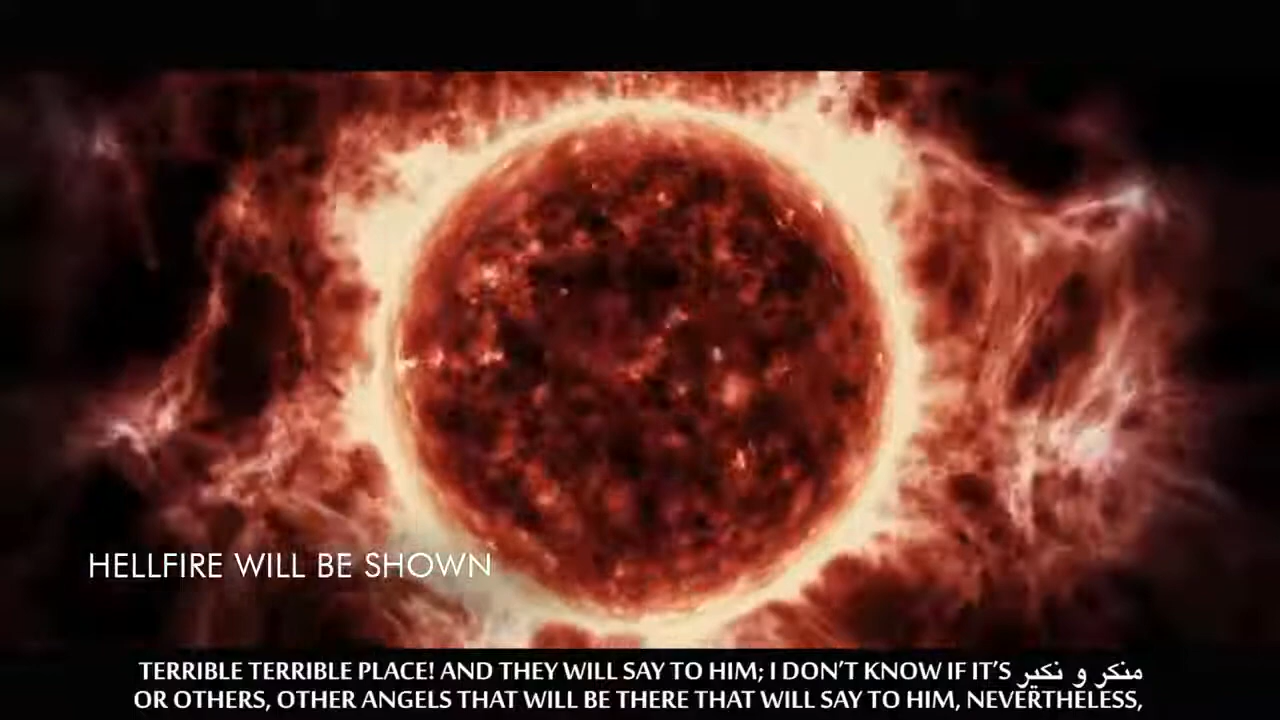 HELLFIRE WILL BE SHOWN
TERRIBLE TERRIBLE PLACE! AND THEY WILL SAY TO HIM; I DON'T KNOW IF IT'S منكر و نكير
OR OTHERS, OTHER ANGELS THAT WILL BE THERE THAT WILL SAY TO HIM, NEVERTHELESS,